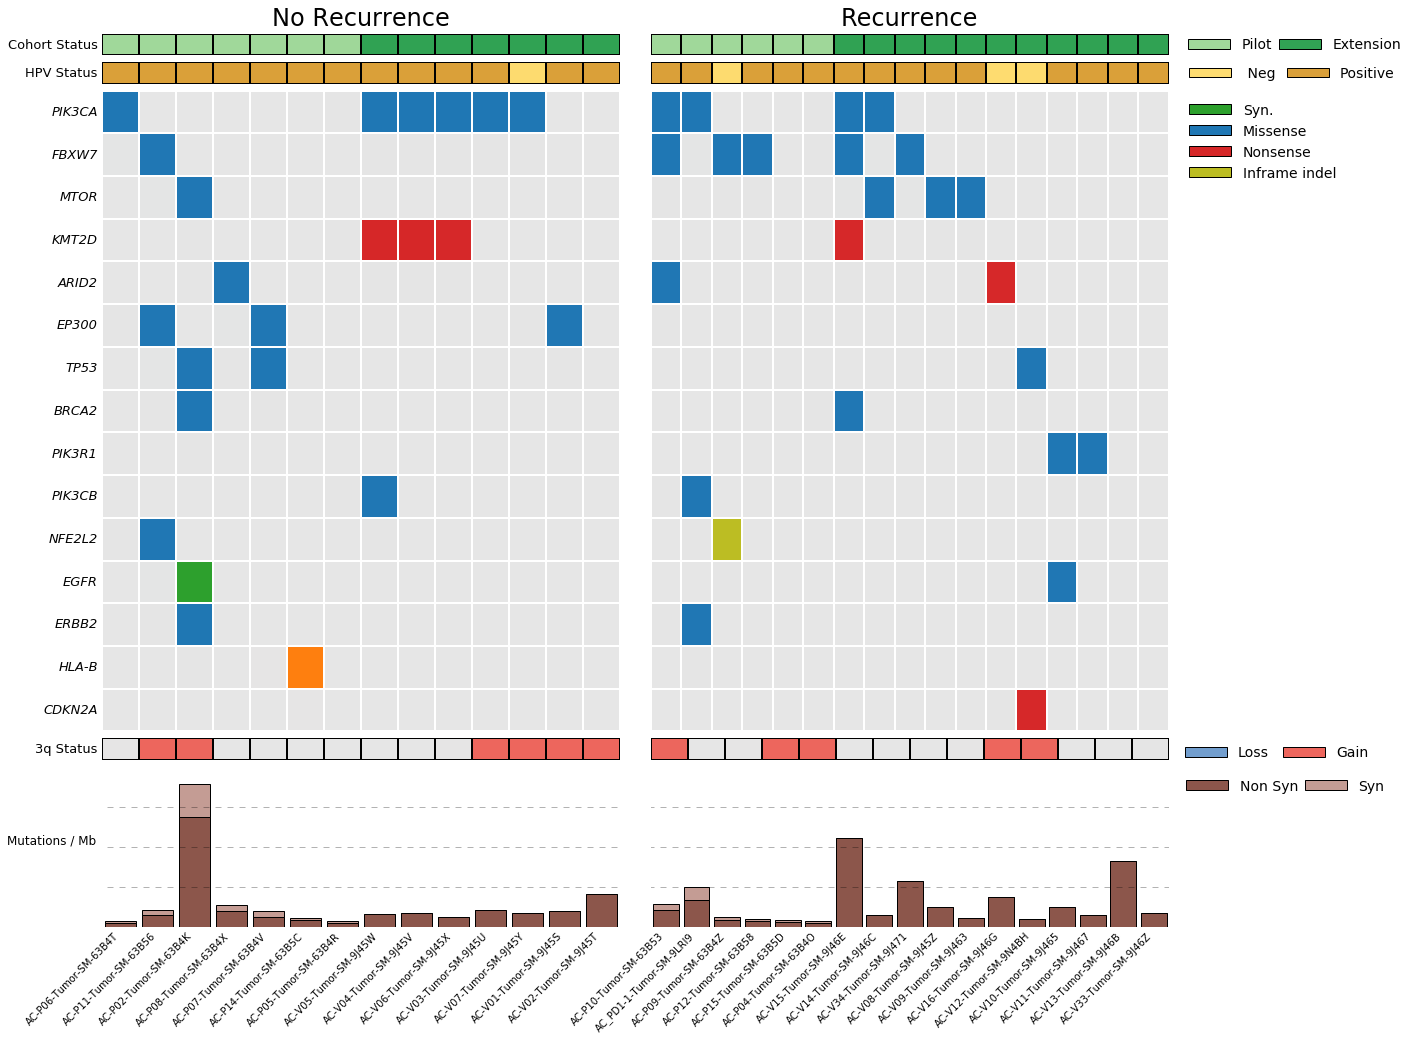 No Recurrence
Recurrence
Cohort Status
Pilot
Extension
HPV Status
Neg
Positive
PIK3CA
Syn.
Missense
Nonsense
Inframe indel
FBXW7
MTOR
KMT2D
ARID2
EP300
TP53
BRCA2
PIK3R1
PIK3CB
NFE2L2
EGFR
ERBB2
HLA-B
CDKN2A
3q Status
Loss
Gain
Non Syn
Syn
Mutations / Mb
AC-P06-Tumor-SM-63B4T
AC-P11-Tumor-SM-63B56
AC-P02-Tumor-SM-63B4K
AC-P08-Tumor-SM-63B4X
AC-P07-Tumor-SM-63B4V
AC-P14-Tumor-SM-63B5C
AC-P05-Tumor-SM-63B4R
AC-V05-Tumor-SM-9J45W
AC-V04-Tumor-SM-9J45V
AC-V06-Tumor-SM-9J45X
AC-V03-Tumor-SM-9J45U
AC-V07-Tumor-SM-9J45Y
AC-V01-Tumor-SM-9J45S
AC-V02-Tumor-SM-9J45T
AC-P10-Tumor-SM-63B53
AC_PD1-1-Tumor-SM-9LRI9
AC-P09-Tumor-SM-63B4Z
AC-P12-Tumor-SM-63B58
AC-P15-Tumor-SM-63B5D
AC-P04-Tumor-SM-63B4O
AC-V15-Tumor-SM-9J46E
AC-V14-Tumor-SM-9J46C
AC-V34-Tumor-SM-9J471
AC-V08-Tumor-SM-9J45Z
AC-V09-Tumor-SM-9J463
AC-V16-Tumor-SM-9J46G
AC-V12-Tumor-SM-9N4BH
AC-V10-Tumor-SM-9J465
AC-V11-Tumor-SM-9J467
AC-V13-Tumor-SM-9J46B
AC-V33-Tumor-SM-9J46Z